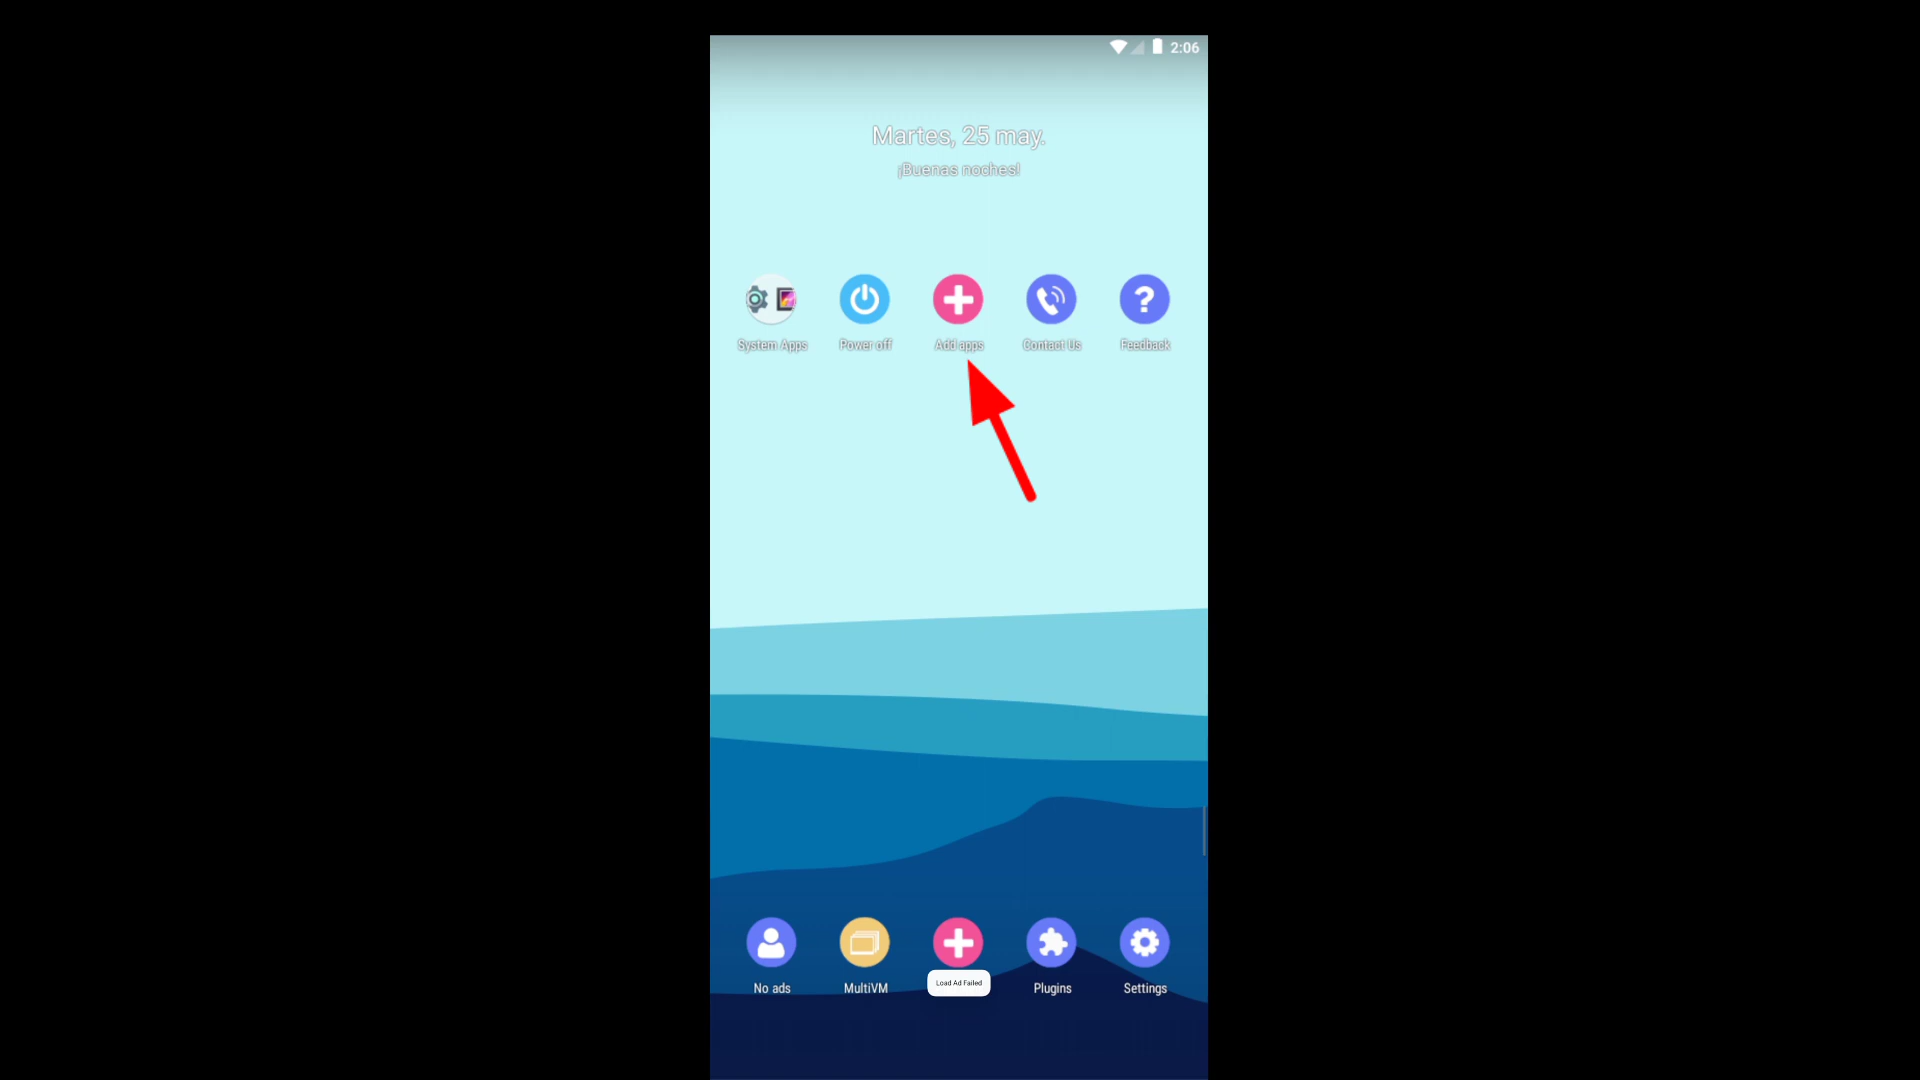 2:06
Martes, 25 may.
¡Buenas noches!
System Apps Power off Add apps Contact Us Feedback
No ads MultiVM Load Ad Failed Plugins Settings